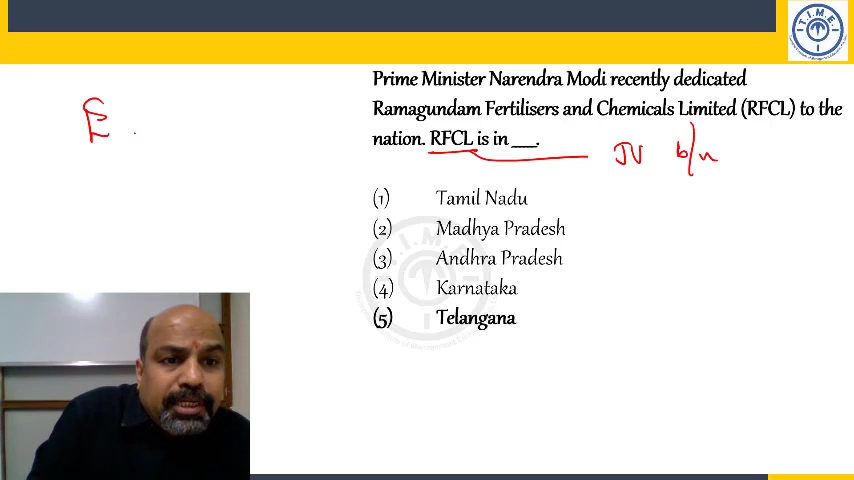 T.I.M.E.
Prime Minister Narendra Modi recently dedicated
Ramagundam Fertilisers and Chemicals Limited (RFCL) to the
nation. RFCL is in ____.
JV b/n
(1) Tamil Nadu
(2) Madhya Pradesh
(3) Andhra Pradesh
(4) Karnataka
(5) Telangana